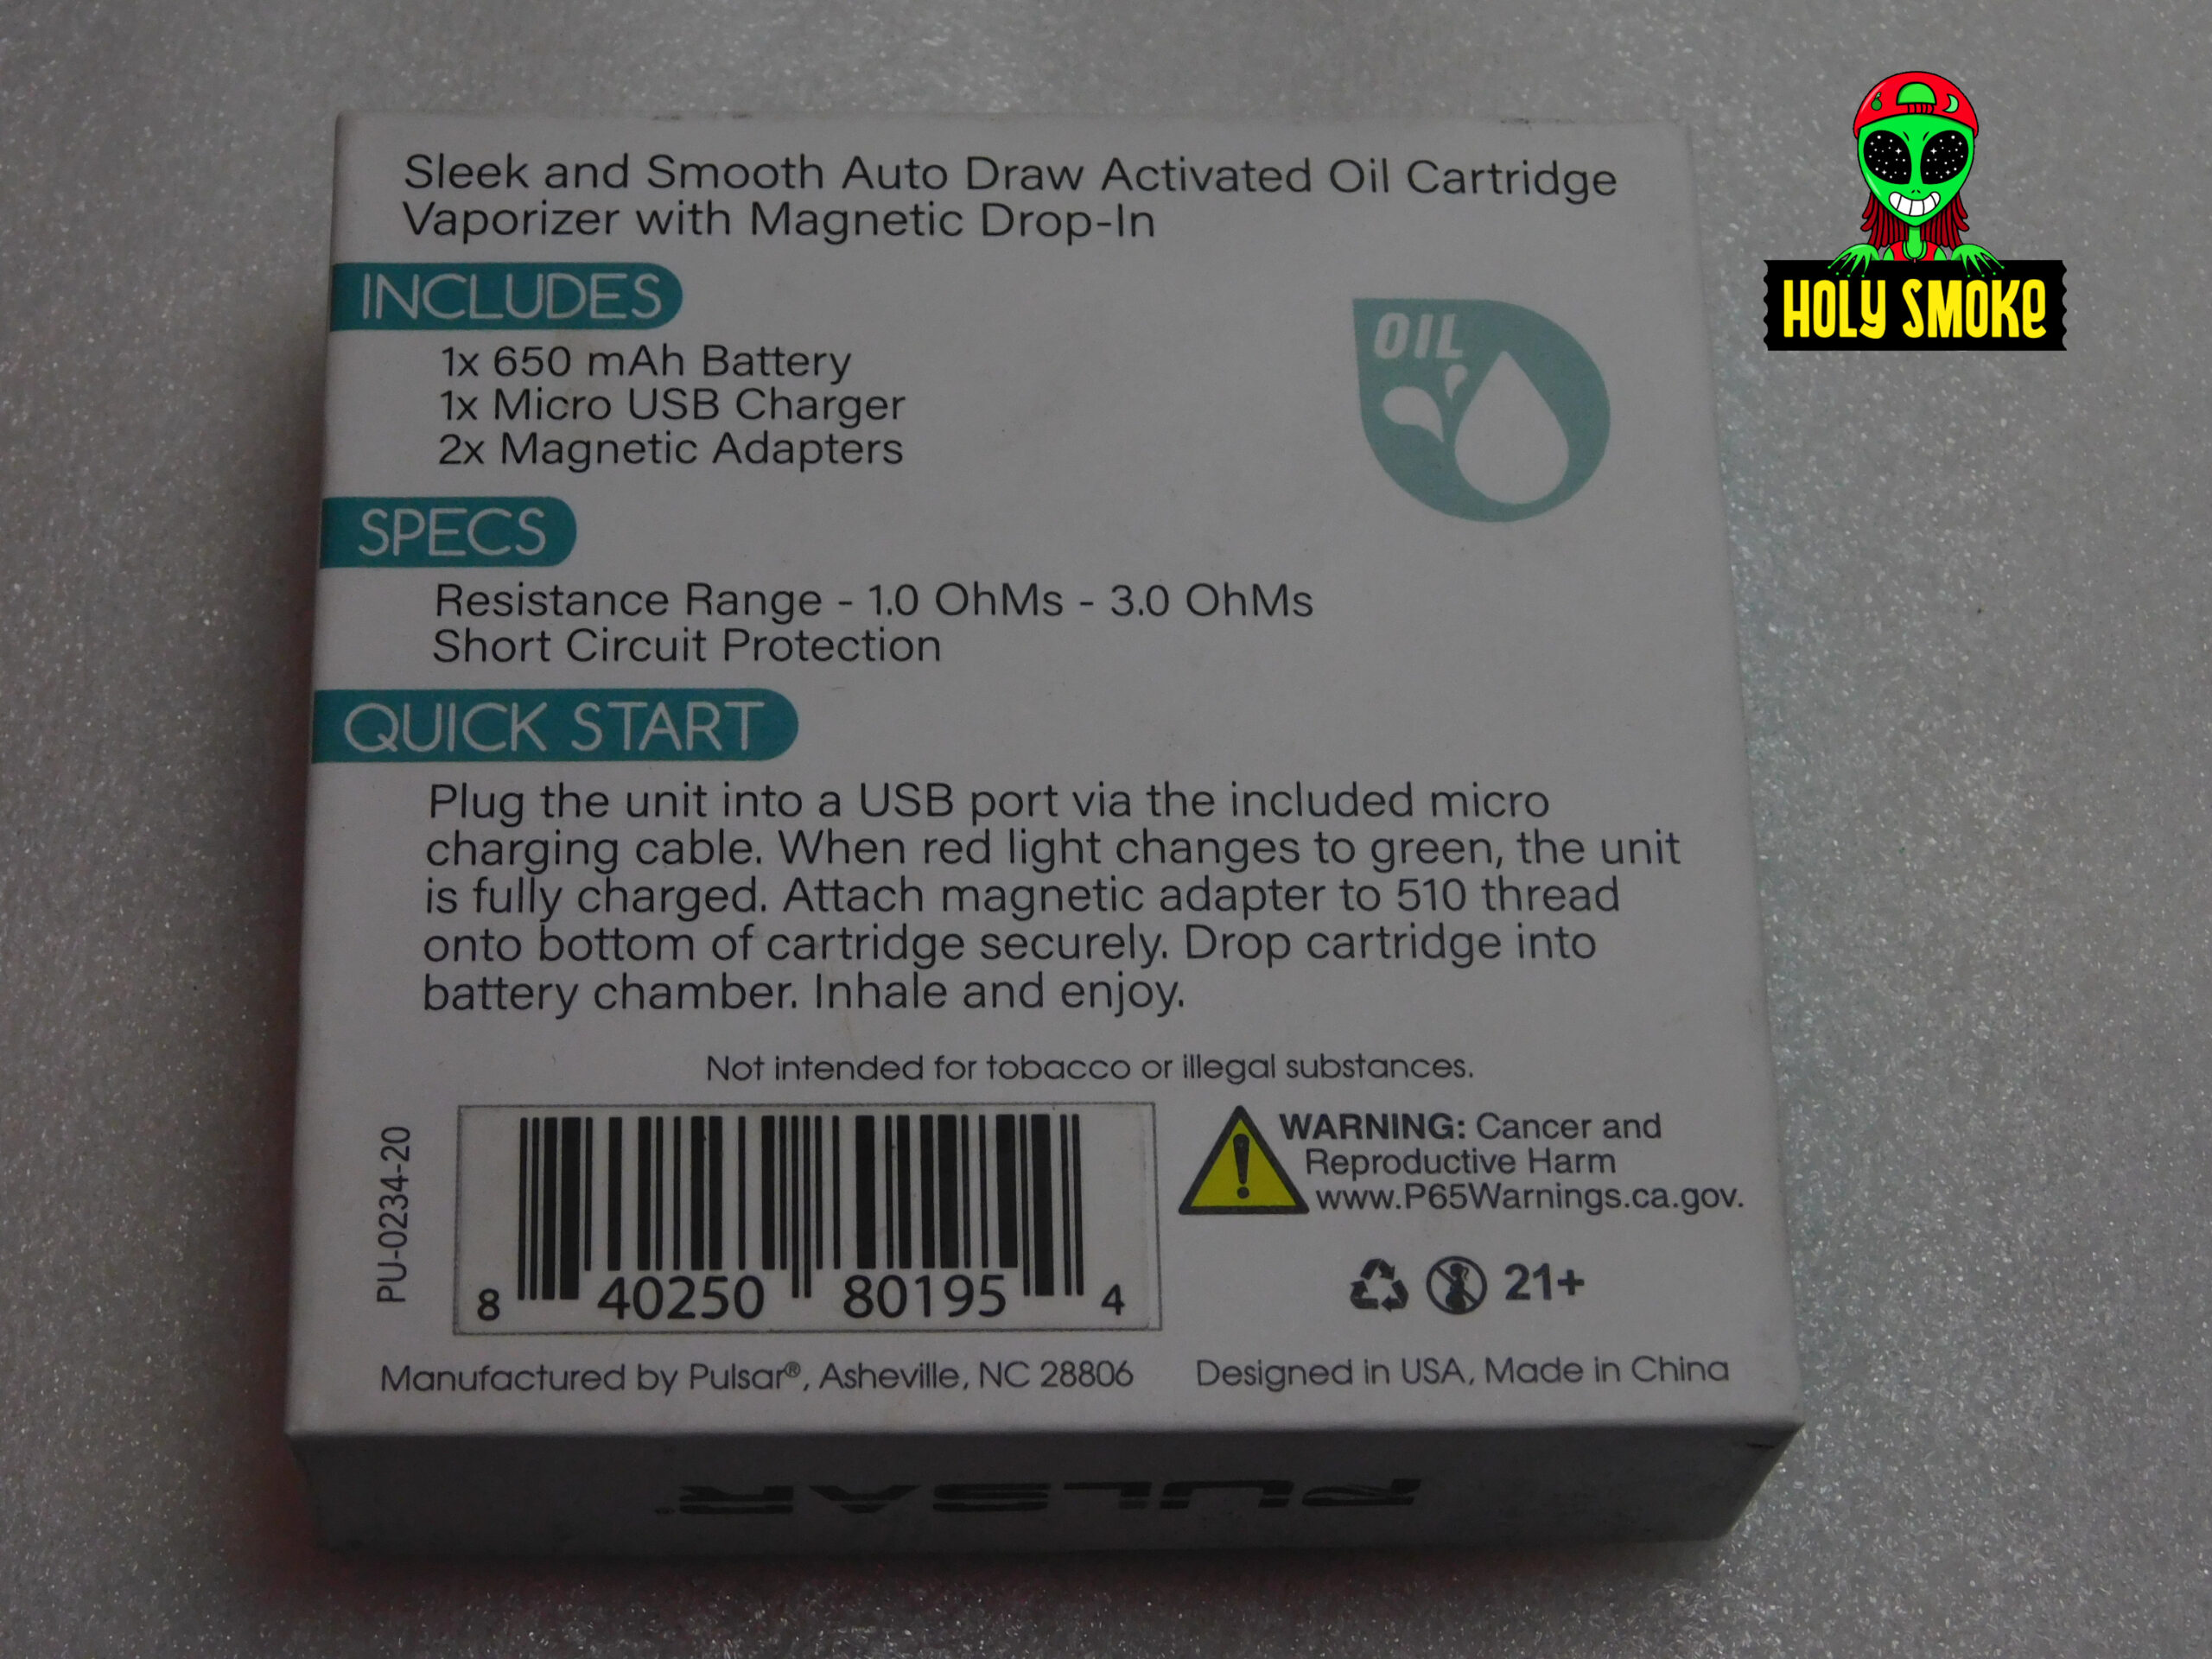 Sleek and Smooth Auto Draw Activated Oil Cartridge
Vaporizer with Magnetic Drop-In
INCLUDES
1x 650 mAh Battery
1x Micro USB Charger
2x Magnetic Adapters
OIL
SPECS
Resistance Range - 1.0 OhMs - 3.0 OhMs
Short Circuit Protection
QUICK START
Plug the unit into a USB port via the included micro
charging cable. When red light changes to green, the unit
is fully charged. Attach magnetic adapter to 510 thread
onto bottom of cartridge securely. Drop cartridge into
battery chamber. Inhale and enjoy.
Not intended for tobacco or illegal substances.
PU-0234-20
8 40250 80195 4
WARNING: Cancer and
Reproductive Harm
www.P65Warnings.ca.gov.
21+
Manufactured by Pulsar®, Asheville, NC 28806
Designed in USA, Made in China
PULSAR
HOLY SMOKE